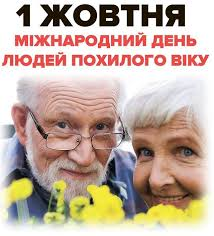 1 ЖОВТНЯ
МІЖНАРОДНИЙ ДЕНЬ
ЛЮДЕЙ ПОХИЛОГО ВІКУ